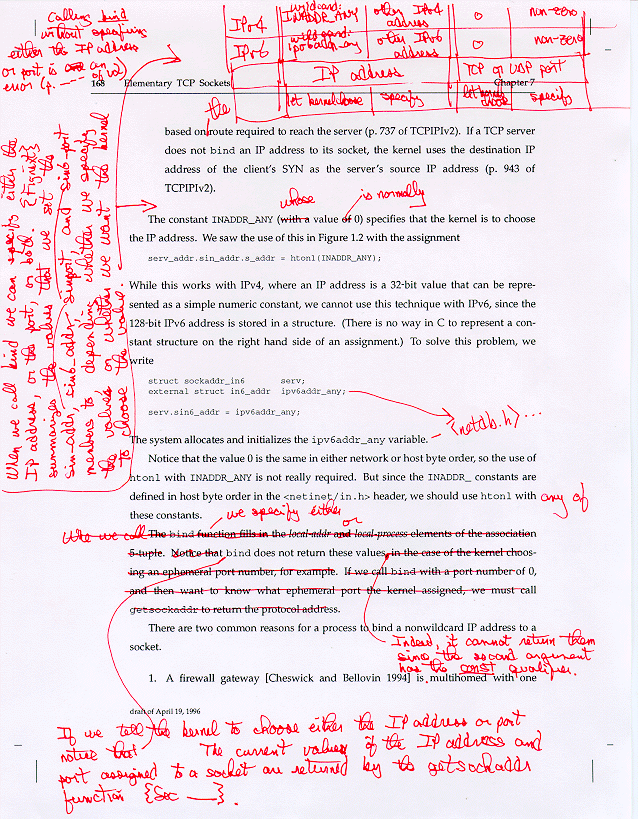 Calling bind
without specifying
either the IP address
or port is an
error (p. --- of v2)
IPv4
wildcard: INADDR_ANY
other IPv4 address
0
non-zero
IPv6
wildcard: ipv6addr_any
other IPv6 address
0
non-zero
IP address
TCP or UDP port
let kernel choose
specify
let kernel choose
specify
168 Elementary TCP Sockets Chapter 7
the
based on route required to reach the server (p. 737 of TCPIPIv2). If a TCP server
does not bind an IP address to its socket, the kernel uses the destination IP
address of the client's SYN as the server's source IP address (p. 943 of
TCPIPIv2).
whose is normally
The constant INADDR_ANY (with a value of 0) specifies that the kernel is to choose
the IP address. We saw the use of this in Figure 1.2 with the assignment
serv_addr.sin_addr.s_addr = htonl(INADDR_ANY);
While this works with IPv4, where an IP address is a 32-bit value that can be repre-
sented as a simple numeric constant, we cannot use this technique with IPv6, since the
128-bit IPv6 address is stored in a structure. (There is no way in C to represent a con-
stant structure on the right hand side of an assignment.) To solve this problem, we
write
struct sockaddr_in6 serv;
external struct in6_addr ipv6addr_any;
serv.sin6_addr = ipv6addr_any;
<netdb.h> ...
The system allocates and initializes the ipv6addr_any variable.
Notice that the value 0 is the same in either network or host byte order, so the use of
htonl with INADDR_ANY is not really required. But since the INADDR_ constants are
defined in host byte order in the <netinet/in.h> header, we should use htonl with any of
these constants.
we specify either
we call The bind function fills in the local-addr and local-process elements of the association
or
5-tuple. Notice that bind does not return these values, in the case of the kernel choos-
ing an ephemeral port number, for example. If we call bind with a port number of 0,
and then want to know what ephemeral port the kernel assigned, we must call
getsockaddr to return the protocol address.
There are two common reasons for a process to bind a nonwildcard IP address to a
socket.
Indeed, it cannot return them
since the second argument
has the const qualifier.
1. A firewall gateway [Cheswick and Bellovin 1994] is multihomed with one
draft of April 19, 1996
If we tell the kernel to choose either the IP address or port
notice that The current values of the IP address and
port assigned to a socket are returned by the getsockaddr
function {Sec ---}.
When we call bind we can specify either the
IP address, or the port, or both.
summarizes the values that we set the
sin_addr, sin6_addr, sin_port and sin6_port
members to, depending whether we specify
the values or whether we want the kernel
to choose the value.